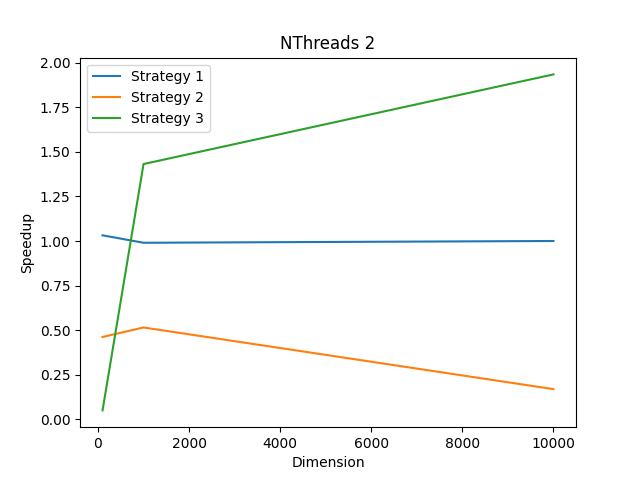 NThreads 2
Strategy 1
Strategy 2
Strategy 3
Speedup
2.00
1.75
1.50
1.25
1.00
0.75
0.50
0.25
0.00
0 2000 4000 6000 8000 10000
Dimension